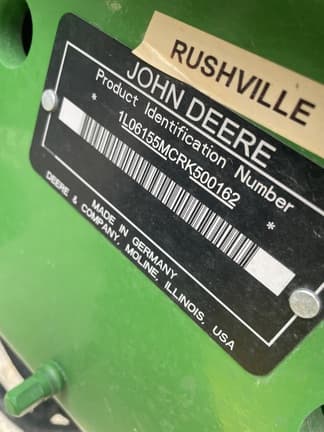 RUSHVILLE
JOHN DEERE
Product Identification Number
* 1L06155MCRK500162 *
MADE IN GERMANY
DEERE & COMPANY, MOLINE, ILLINOIS, USA